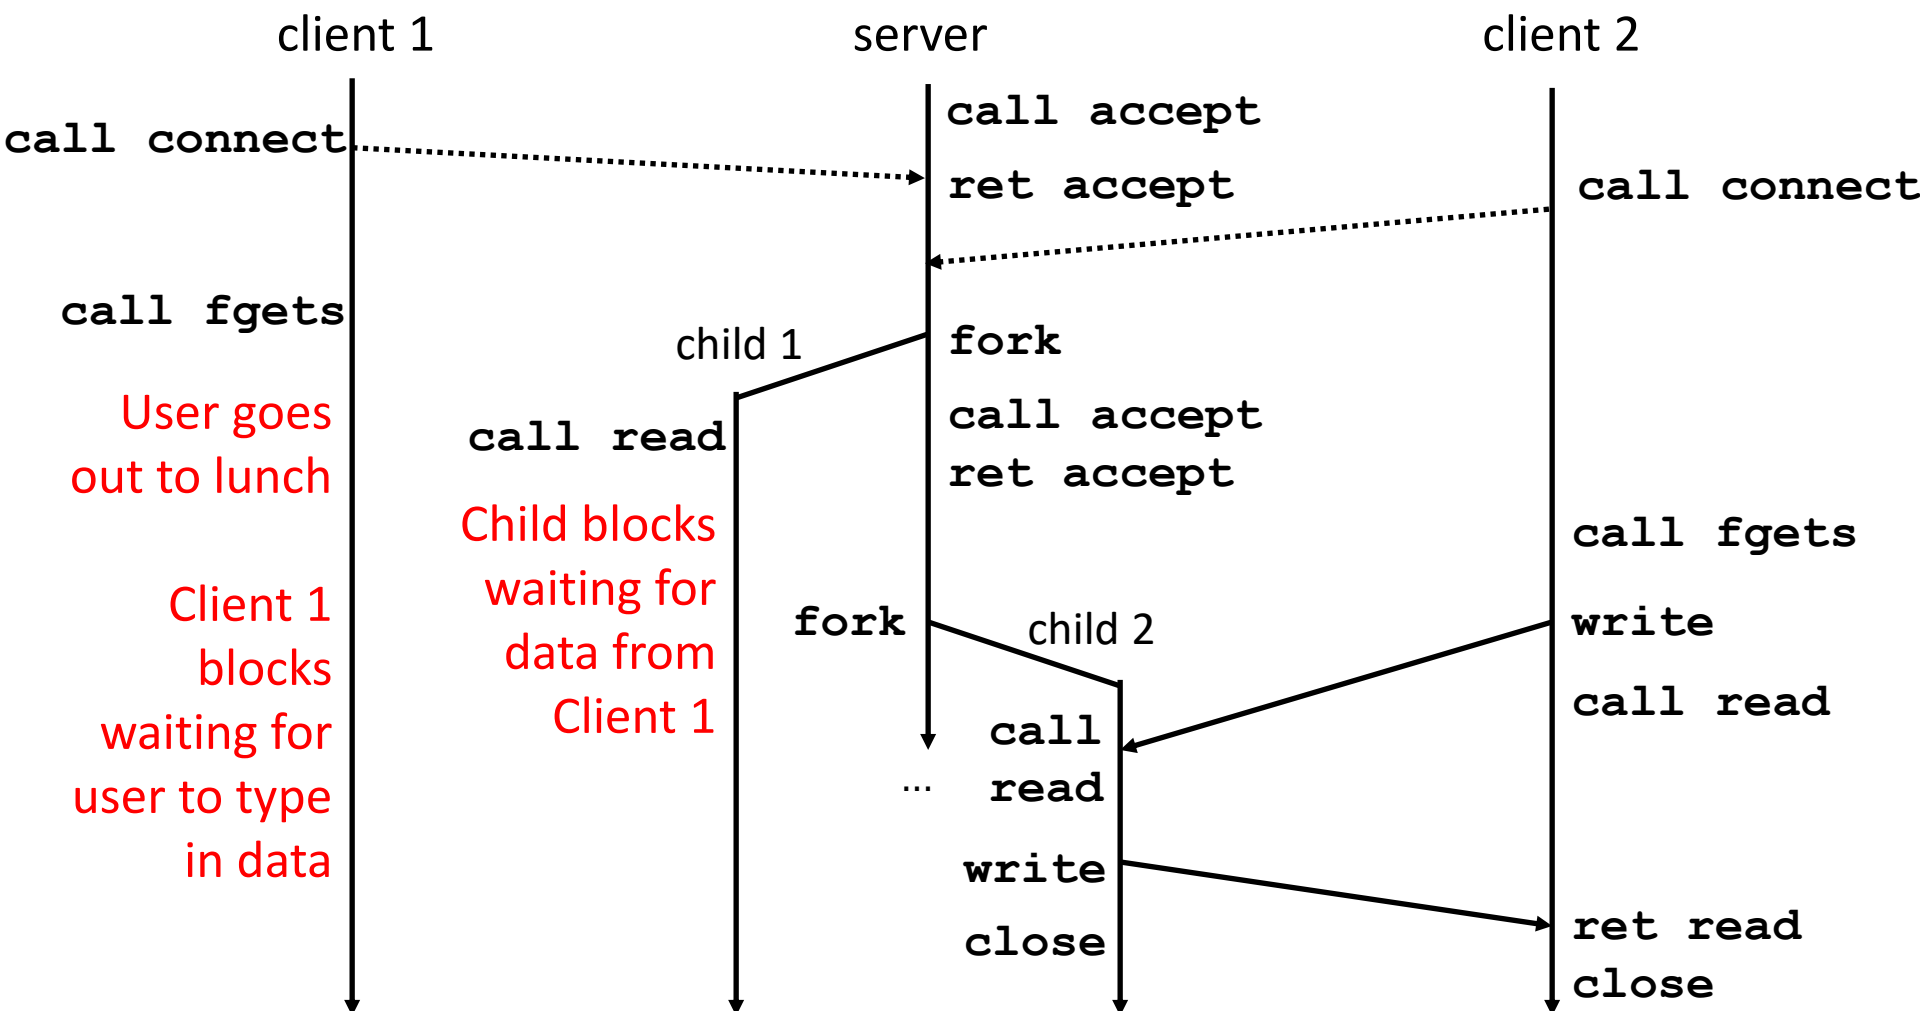 client 1
server
client 2
call connect
call accept
ret accept
call connect
call fgets
child 1
fork
User goes
out to lunch
call read
call accept
ret accept
Child blocks
waiting for
data from
Client 1
call fgets
Client 1
blocks
waiting for
user to type
in data
fork
child 2
write
call read
call
read
...
write
close
ret read
close